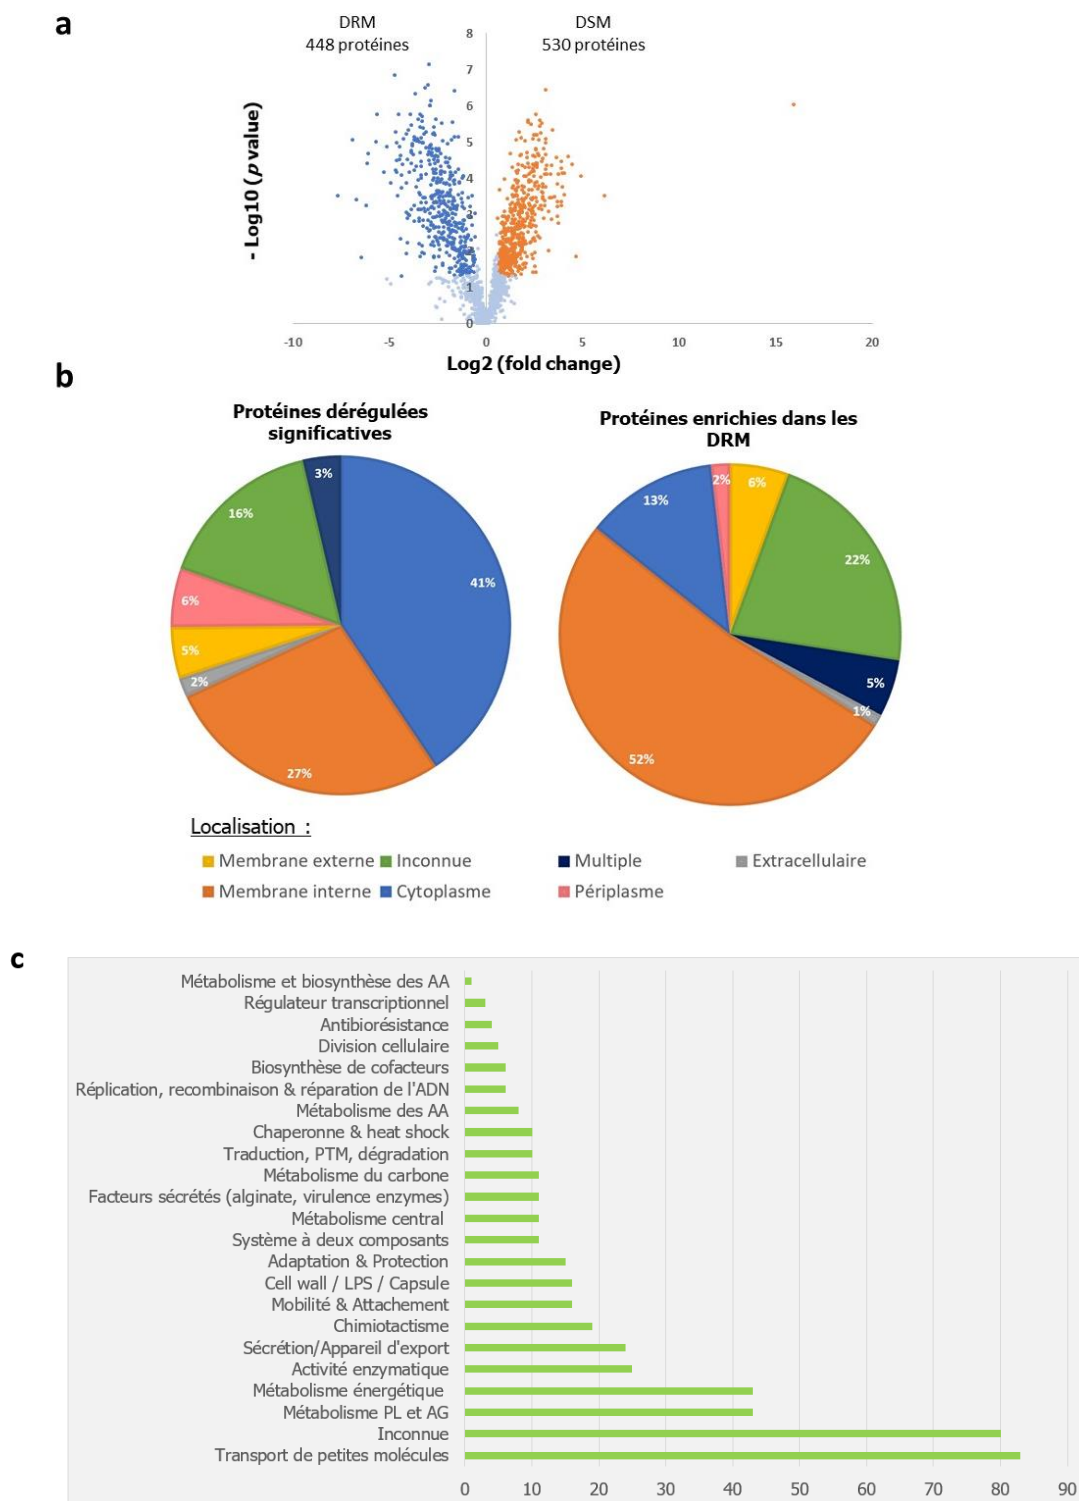 a
DRM
448 protéines
DSM
530 protéines
8
7
6
5
4
3
2
1
0
- Log10 (p value)
-10 -5 0 5 10 15 20
Log2 (fold change)
b
Protéines dérégulées
significatives
3%
16%
41%
6%
5%
2%
27%
Protéines enrichies dans les
DRM
2%
6%
13%
22%
5%
1%
52%
Localisation :
Membrane externe Inconnue Multiple Extracellulaire
Membrane interne Cytoplasme Périplasme
c
Métabolisme et biosynthèse des AA
Régulateur transcriptionnel
Antibiorésistance
Division cellulaire
Biosynthèse de cofacteurs
Réplication, recombinaison & réparation de l'ADN
Métabolisme des AA
Chaperonne & heat shock
Traduction, PTM, dégradation
Métabolisme du carbone
Facteurs sécrétés (alginate, virulence enzymes)
Métabolisme central
Système à deux composants
Adaptation & Protection
Cell wall / LPS / Capsule
Mobilité & Attachement
Chimiotactisme
Sécrétion/Appareil d'export
Activité enzymatique
Métabolisme énergétique
Métabolisme PL et AG
Inconnue
Transport de petites molécules
0 10 20 30 40 50 60 70 80 90